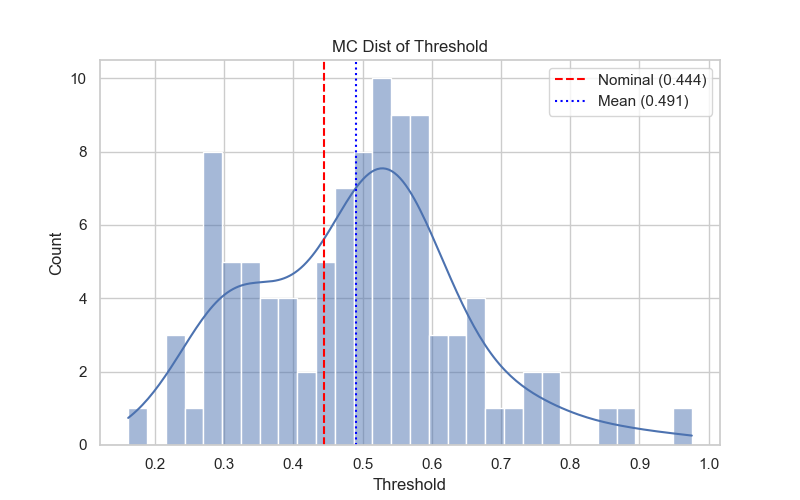 MC Dist of Threshold
Nominal (0.444)
Mean (0.491)
Count
10
8
6
4
2
0
0.2 0.3 0.4 0.5 0.6 0.7 0.8 0.9 1.0
Threshold